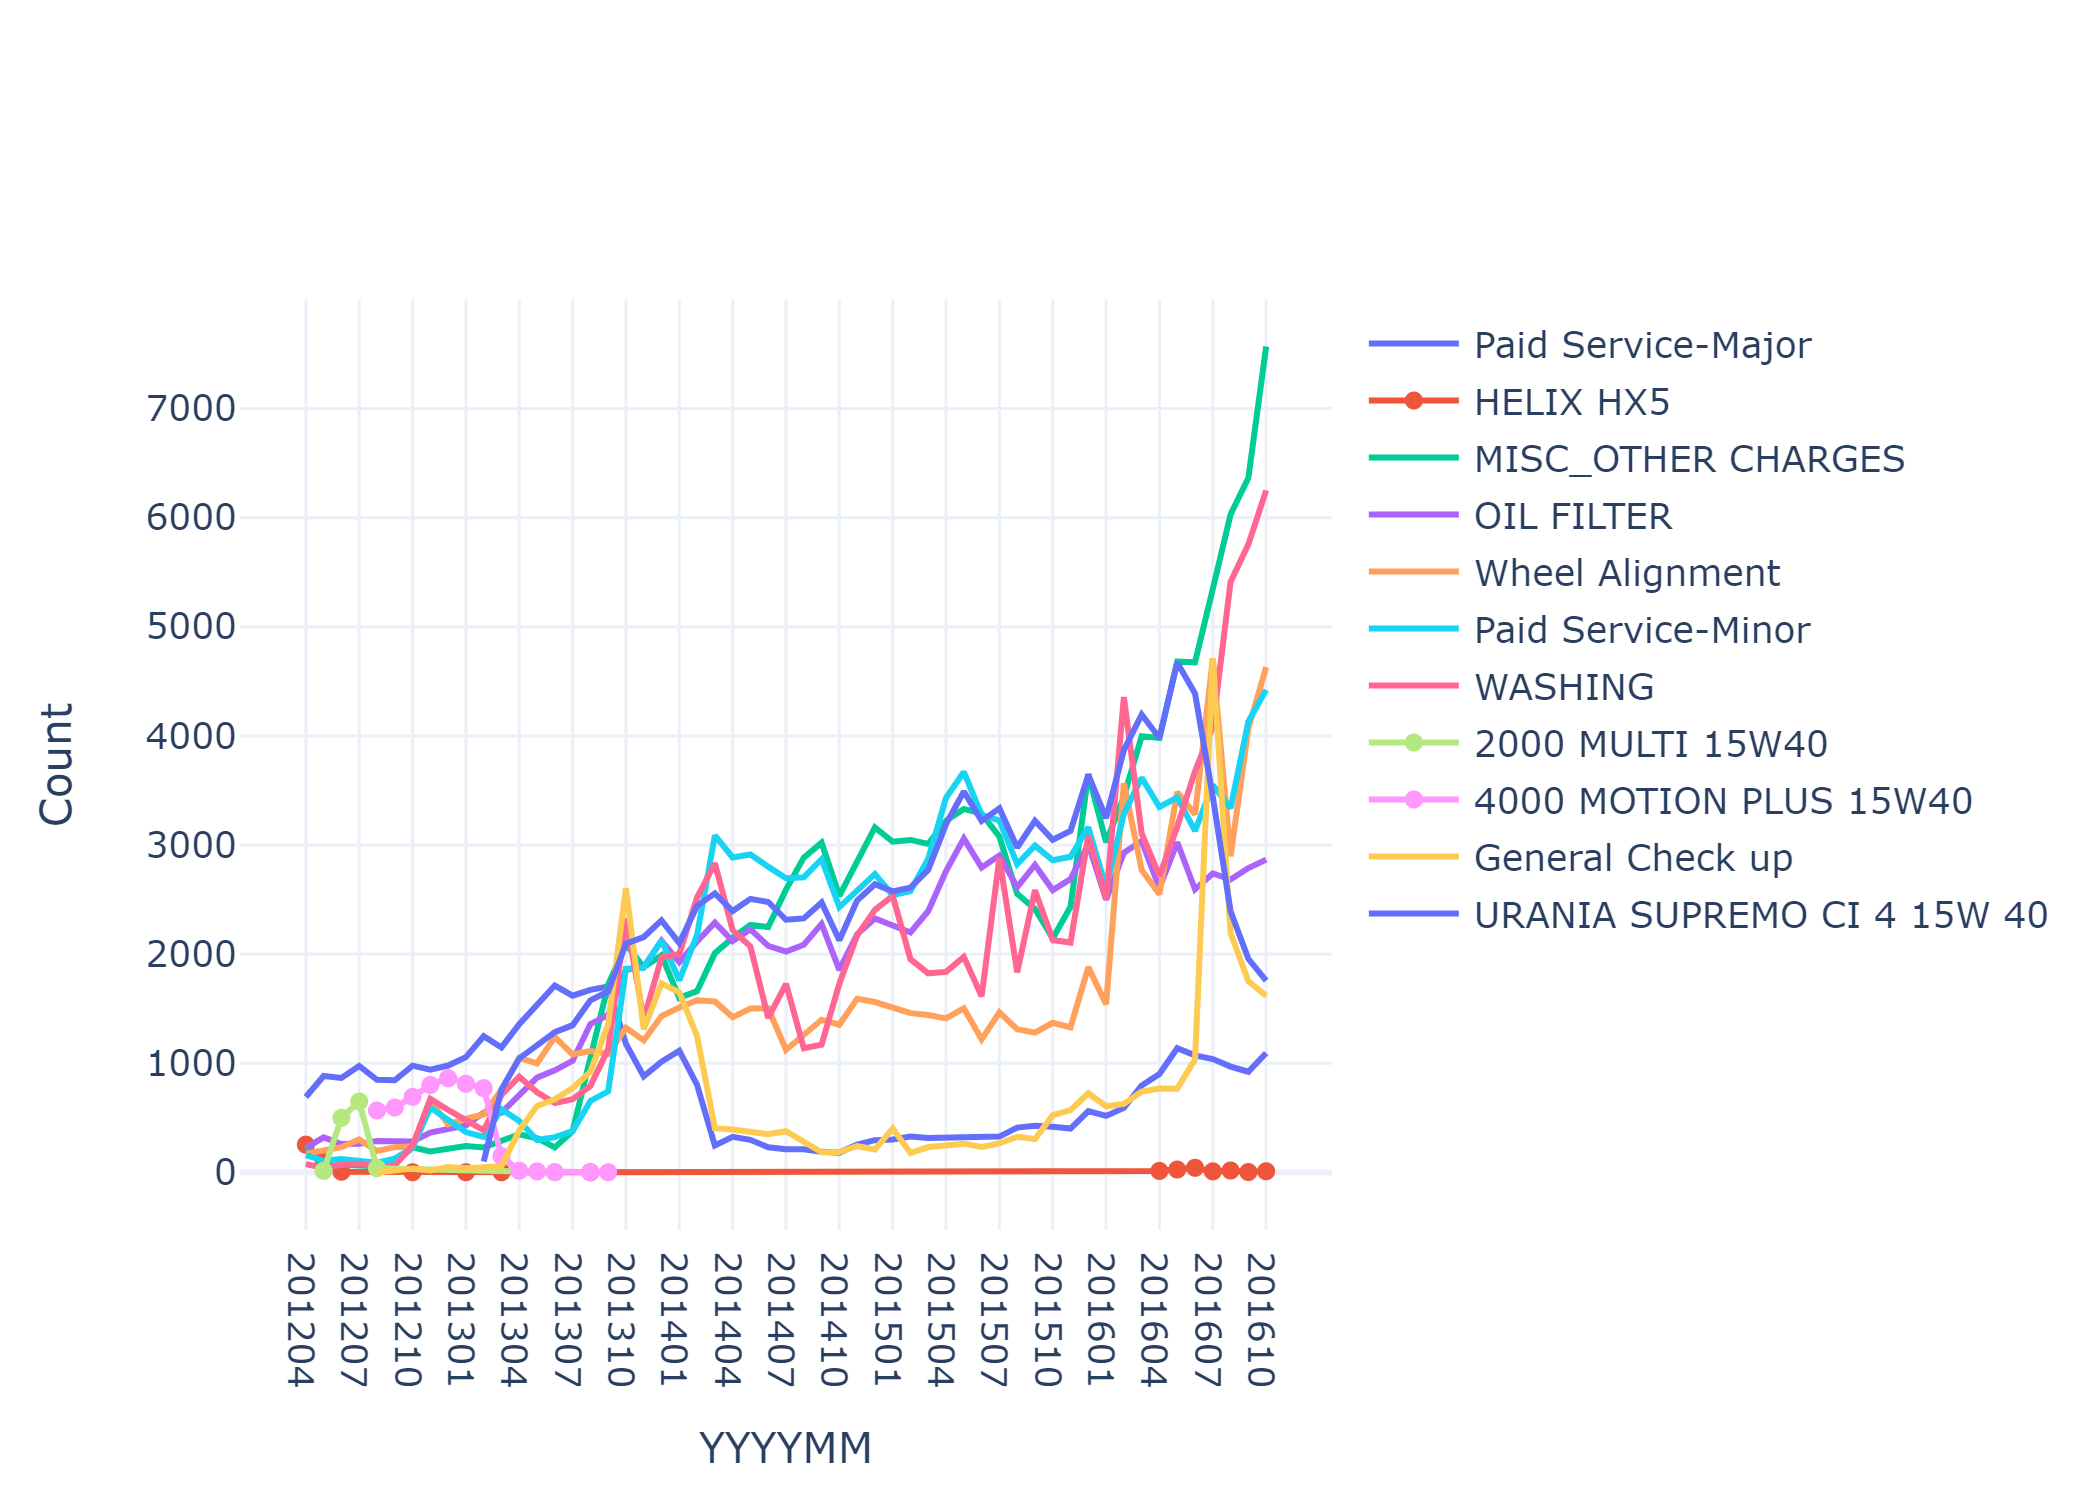 Paid Service-Major
HELIX HX5
MISC_OTHER CHARGES
OIL FILTER
Wheel Alignment
Paid Service-Minor
WASHING
2000 MULTI 15W40
4000 MOTION PLUS 15W40
General Check up
URANIA SUPREMO CI 4 15W 40
7000
6000
5000
4000
3000
2000
1000
0
Count
201204
201207
201210
201301
201304
201307
201310
201401
201404
201407
201410
201501
201504
201507
201510
201601
201604
201607
201610
YYYYMM